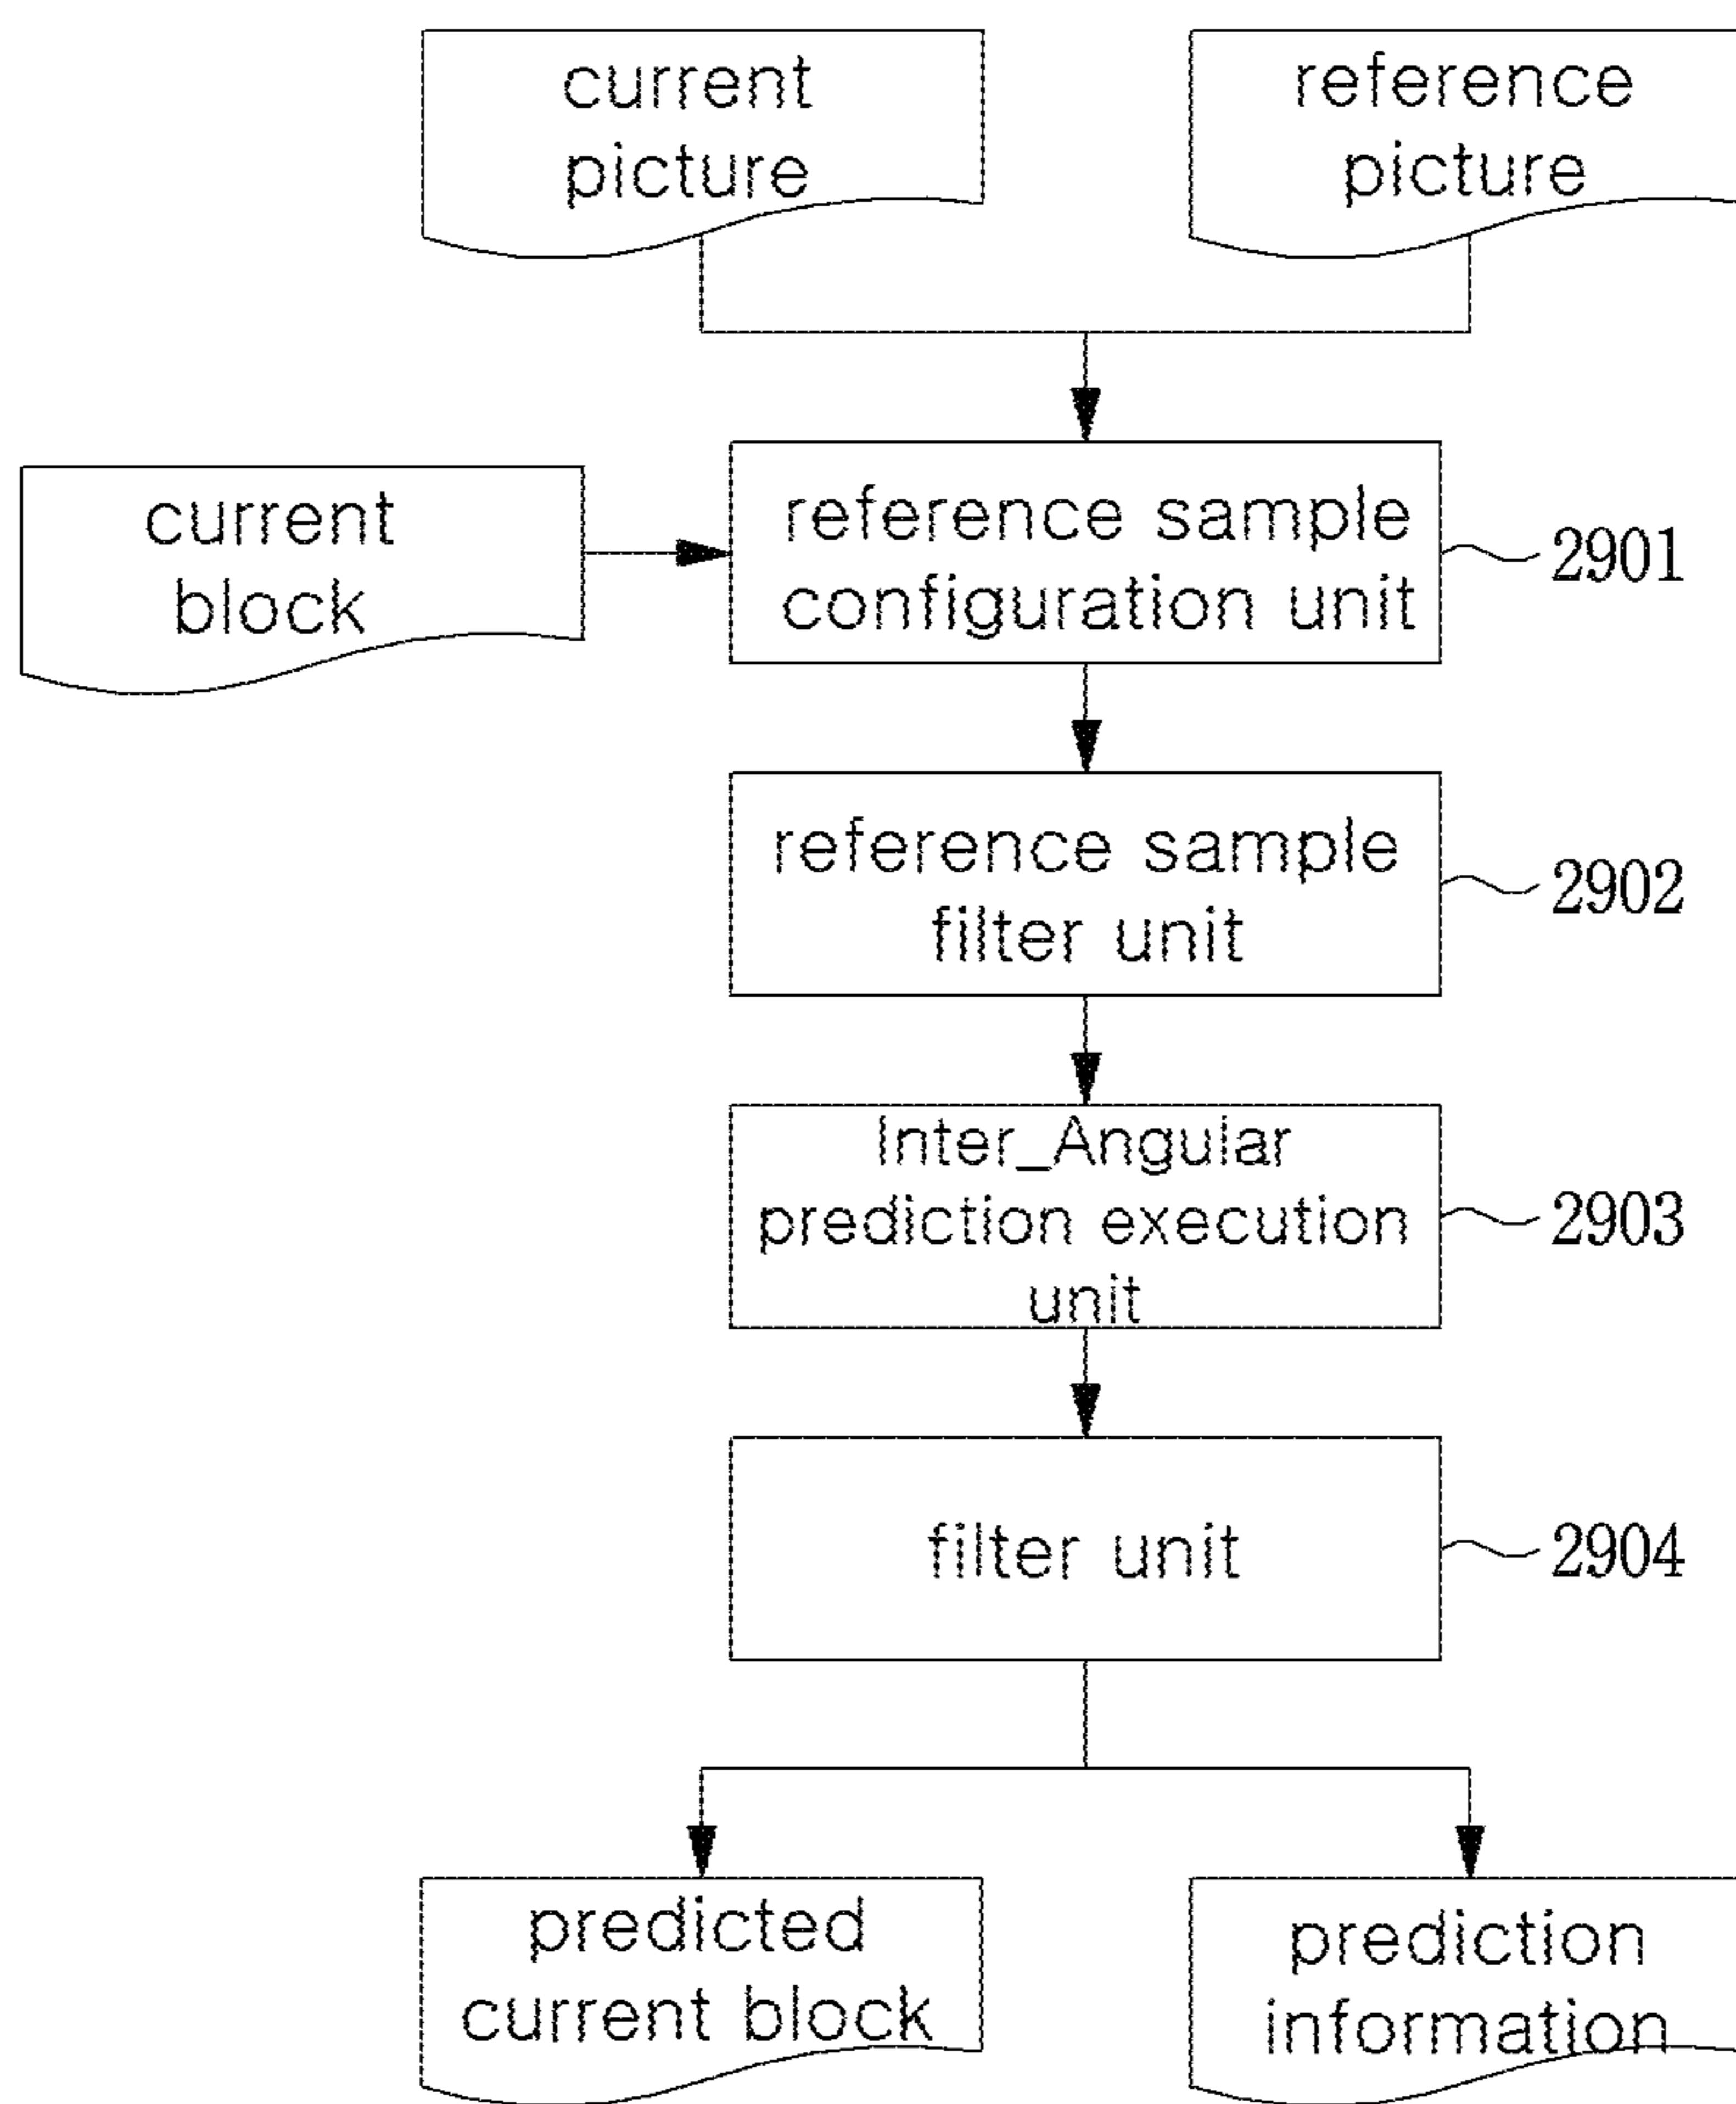 current
picture
reference
picture
current
block
reference sample
configuration unit
2901
reference sample
filter unit
2902
Inter_Angular
prediction execution
unit
2903
filter unit
2904
predicted
current block
prediction
information